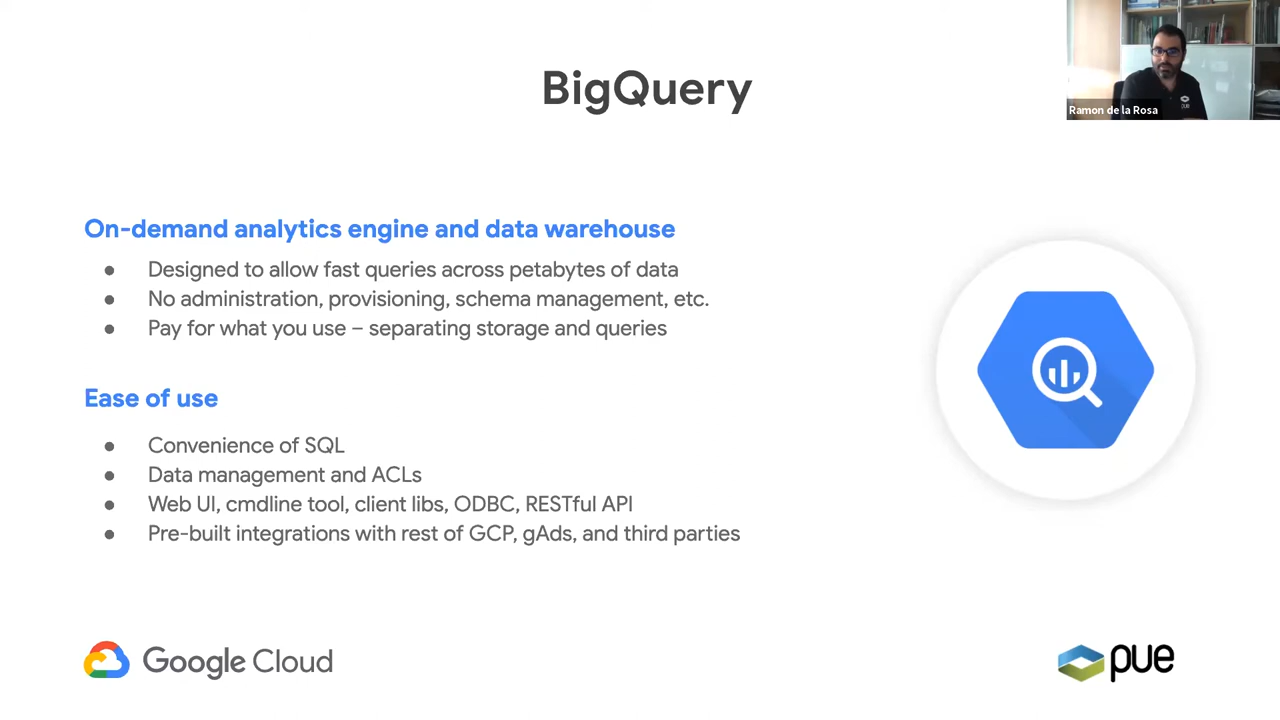 BigQuery
Ramon de la Rosa
On-demand analytics engine and data warehouse
● Designed to allow fast queries across petabytes of data
● No administration, provisioning, schema management, etc.
● Pay for what you use – separating storage and queries
Ease of use
● Convenience of SQL
● Data management and ACLs
● Web UI, cmdline tool, client libs, ODBC, RESTful API
● Pre-built integrations with rest of GCP, gAds, and third parties
Google Cloud
pue